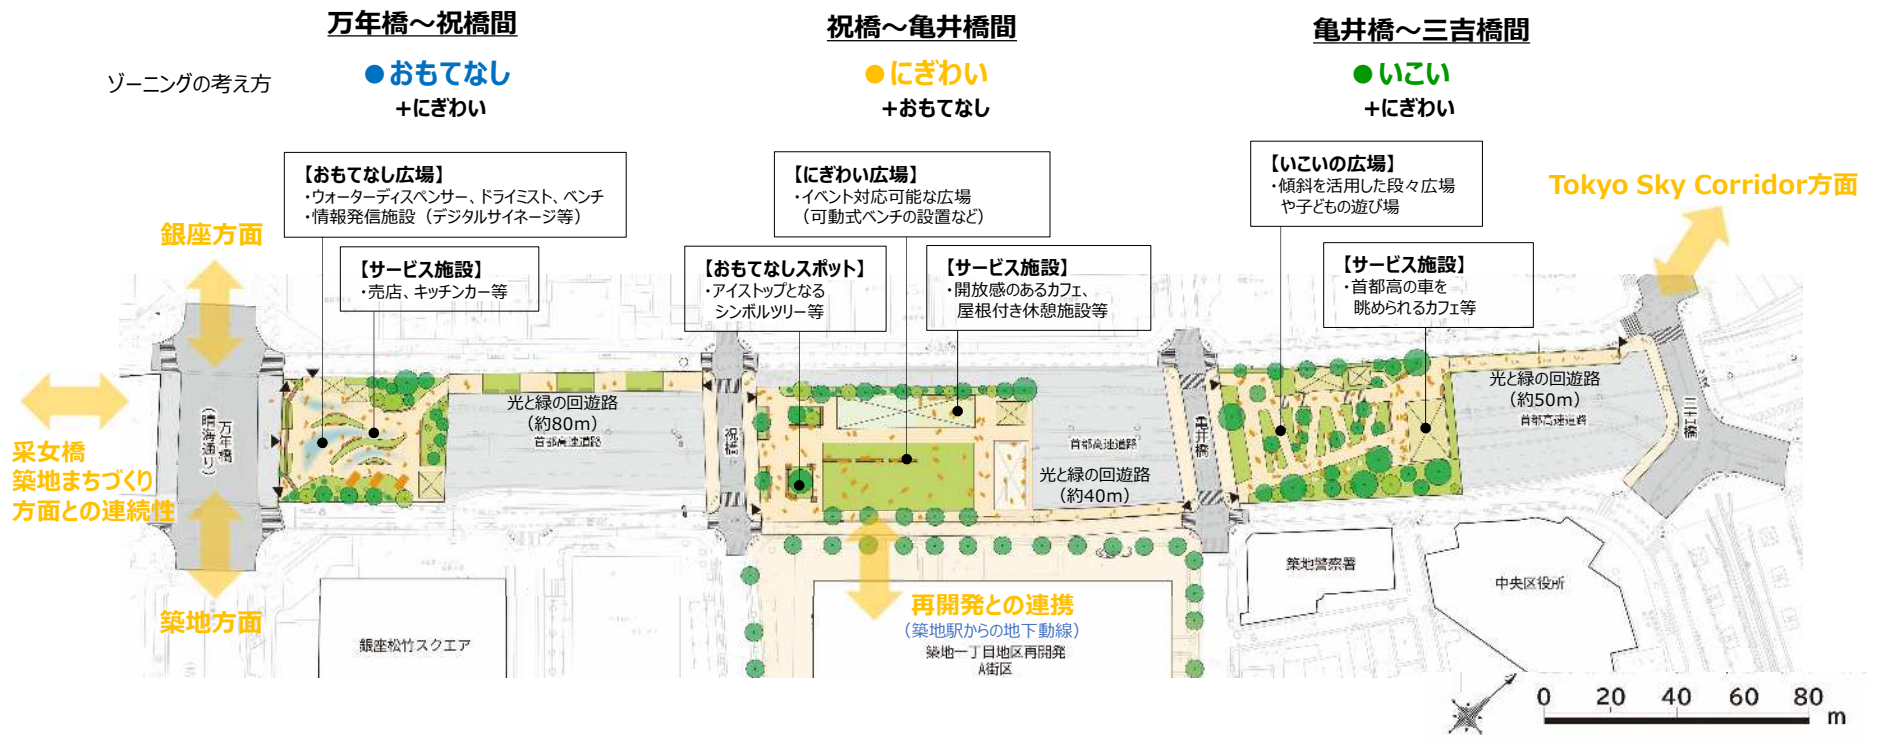 万年橋～祝橋間
祝橋～亀井橋間
亀井橋～三吉橋間
ゾーニングの考え方
●おもてなし
＋にぎわい
●にぎわい
＋おもてなし
●いこい
＋にぎわい
【おもてなし広場】
・ウォーターディスペンサー、ドライミスト、ベンチ
・情報発信施設（デジタルサイネージ等）
【サービス施設】
・売店、キッチンカー等
【にぎわい広場】
・イベント対応可能な広場
（可動式ベンチの設置など）
【おもてなしスポット】
・アイストップとなる
シンボルツリー等
【サービス施設】
・開放感のあるカフェ、
屋根付き休憩施設等
【いこいの広場】
・傾斜を活用した段々広場
や子どもの遊び場
【サービス施設】
・首都高の車を
眺められるカフェ等
Tokyo Sky Corridor方面
銀座方面
采女橋
築地まちづくり
方面との連続性
築地方面
万年橋
（晴海通り）
光と緑の回遊路
（約80m）
首都高速道路
祝橋
首都高速道路
光と緑の回遊路
（約40m）
亀井橋
光と緑の回遊路
（約50m）
首都高速道路
三吉橋
再開発との連携
（築地駅からの地下動線）
築地一丁目地区再開発
A街区
銀座松竹スクエア
築地警察署
中央区役所
0 20 40 60 80
m